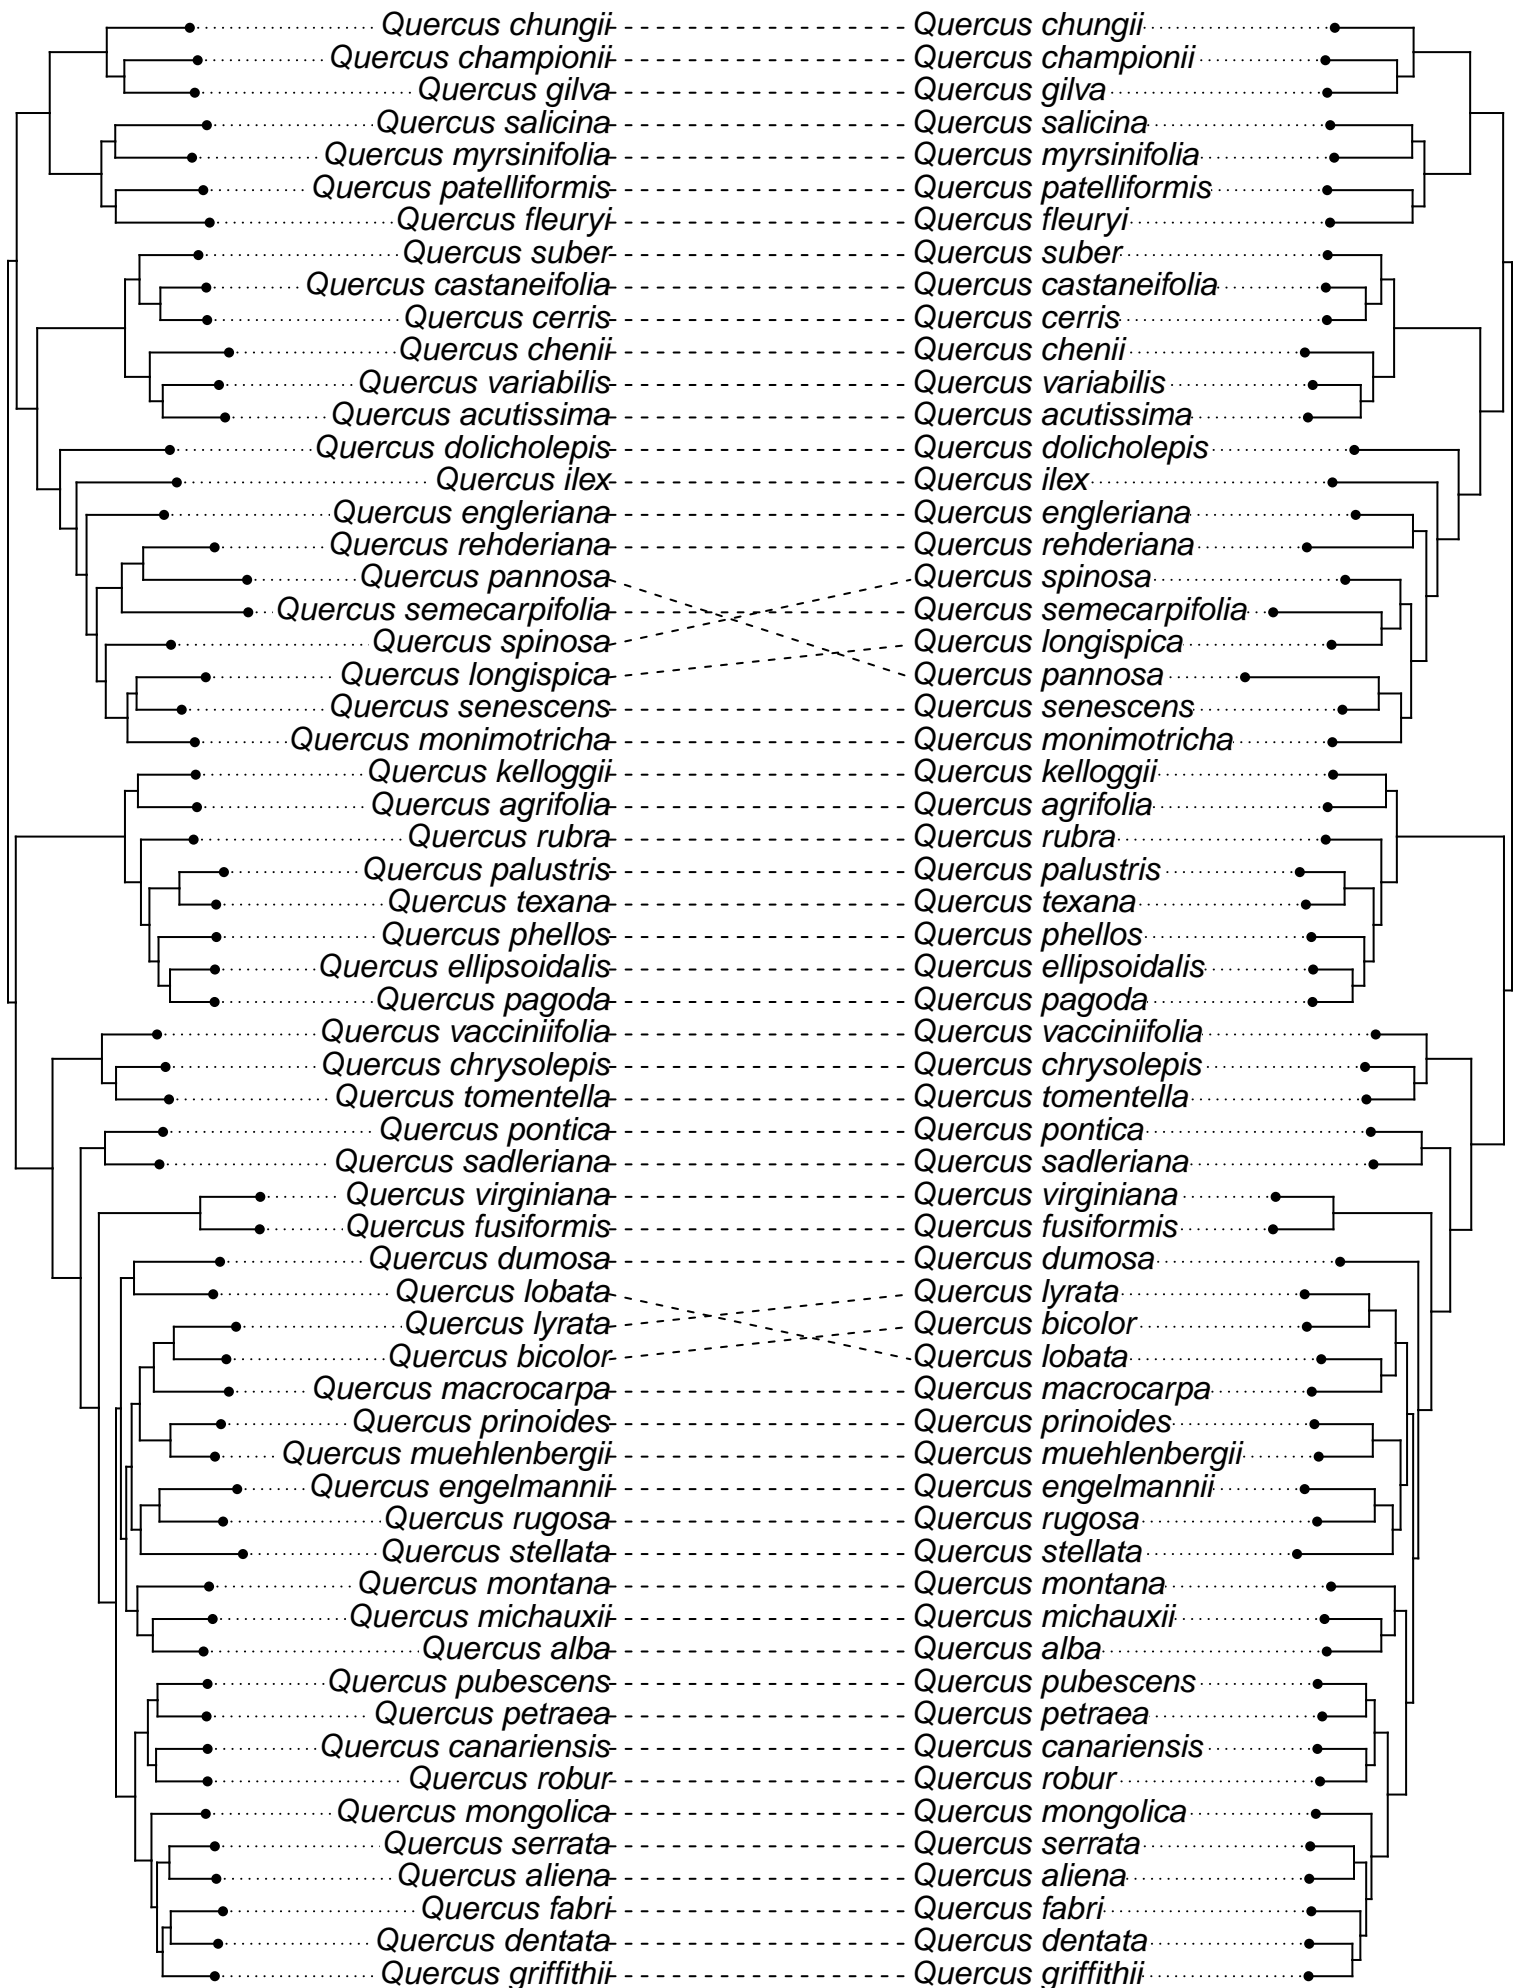 Quercus chungii Quercus chungii
Quercus championii Quercus championii
Quercus gilva Quercus gilva
Quercus salicina Quercus salicina
Quercus myrsinifolia Quercus myrsinifolia
Quercus patelliformis Quercus patelliformis
Quercus fleuryi Quercus fleuryi
Quercus suber Quercus suber
Quercus castaneifolia Quercus castaneifolia
Quercus cerris Quercus cerris
Quercus chenii Quercus chenii
Quercus variabilis Quercus variabilis
Quercus acutissima Quercus acutissima
Quercus dolicholepis Quercus dolicholepis
Quercus ilex Quercus ilex
Quercus engleriana Quercus engleriana
Quercus rehderiana Quercus rehderiana
Quercus pannosa Quercus spinosa
Quercus semecarpifolia Quercus semecarpifolia
Quercus spinosa Quercus longispica
Quercus longispica Quercus pannosa
Quercus senescens Quercus senescens
Quercus monimotricha Quercus monimotricha
Quercus kelloggii Quercus kelloggii
Quercus agrifolia Quercus agrifolia
Quercus rubra Quercus rubra
Quercus palustris Quercus palustris
Quercus texana Quercus texana
Quercus phellos Quercus phellos
Quercus ellipsoidalis Quercus ellipsoidalis
Quercus pagoda Quercus pagoda
Quercus vacciniifolia Quercus vacciniifolia
Quercus chrysolepis Quercus chrysolepis
Quercus tomentella Quercus tomentella
Quercus pontica Quercus pontica
Quercus sadleriana Quercus sadleriana
Quercus virginiana Quercus virginiana
Quercus fusiformis Quercus fusiformis
Quercus dumosa Quercus dumosa
Quercus lobata Quercus lyrata
Quercus lyrata Quercus bicolor
Quercus bicolor Quercus lobata
Quercus macrocarpa Quercus macrocarpa
Quercus prinoides Quercus prinoides
Quercus muehlenbergii Quercus muehlenbergii
Quercus engelmannii Quercus engelmannii
Quercus rugosa Quercus rugosa
Quercus stellata Quercus stellata
Quercus montana Quercus montana
Quercus michauxii Quercus michauxii
Quercus alba Quercus alba
Quercus pubescens Quercus pubescens
Quercus petraea Quercus petraea
Quercus canariensis Quercus canariensis
Quercus robur Quercus robur
Quercus mongolica Quercus mongolica
Quercus serrata Quercus serrata
Quercus aliena Quercus aliena
Quercus fabri Quercus fabri
Quercus dentata Quercus dentata
Quercus griffithii Quercus griffithii